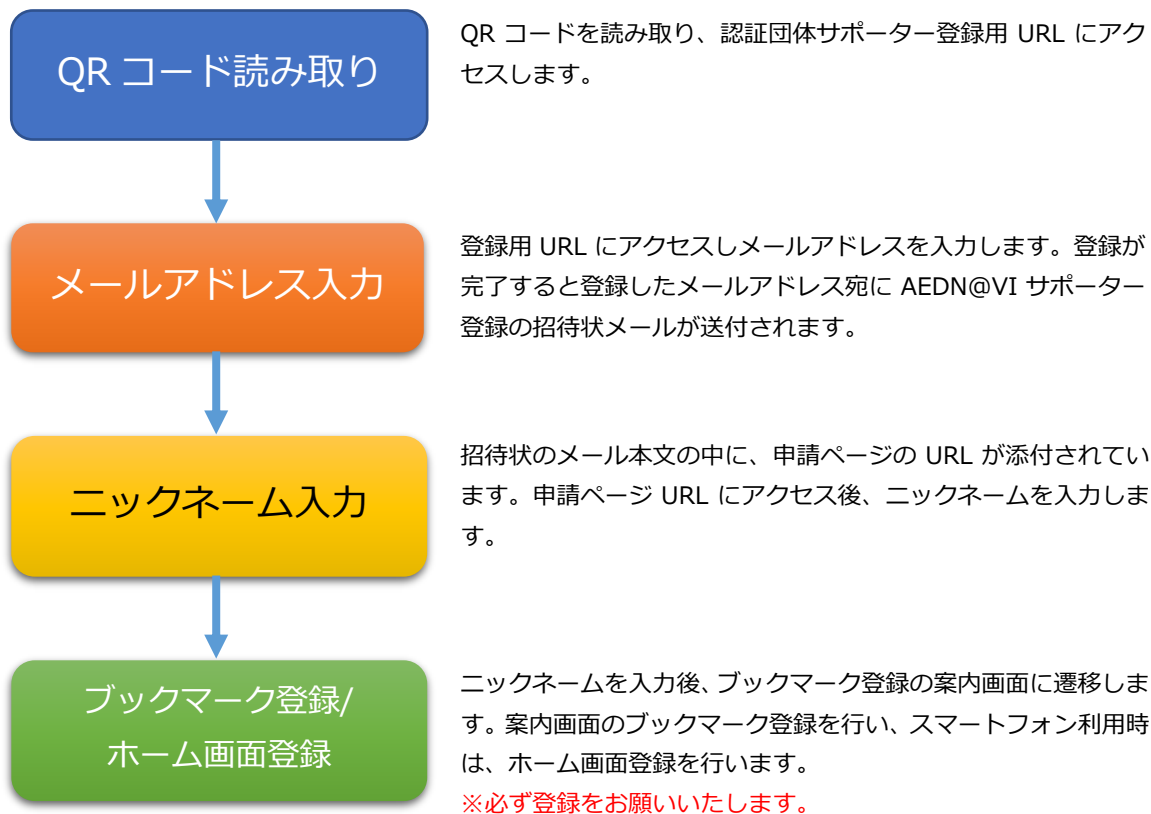 QR コード読み取り
QR コードを読み取り、認証団体サポーター登録用 URL にアク
セスします。
メールアドレス入力
登録用 URL にアクセスしメールアドレスを入力します。登録が
完了すると登録したメールアドレス宛に AEDN@VI サポーター
登録の招待状メールが送付されます。
ニックネーム入力
招待状のメール本文の中に、申請ページの URL が添付されてい
ます。申請ページ URL にアクセス後、ニックネームを入力しま
す。
ブックマーク登録/
ホーム画面登録
ニックネームを入力後、ブックマーク登録の案内画面に遷移しま
す。案内画面のブックマーク登録を行い、スマートフォン利用時
は、ホーム画面登録を行います。
※必ず登録をお願いいたします。